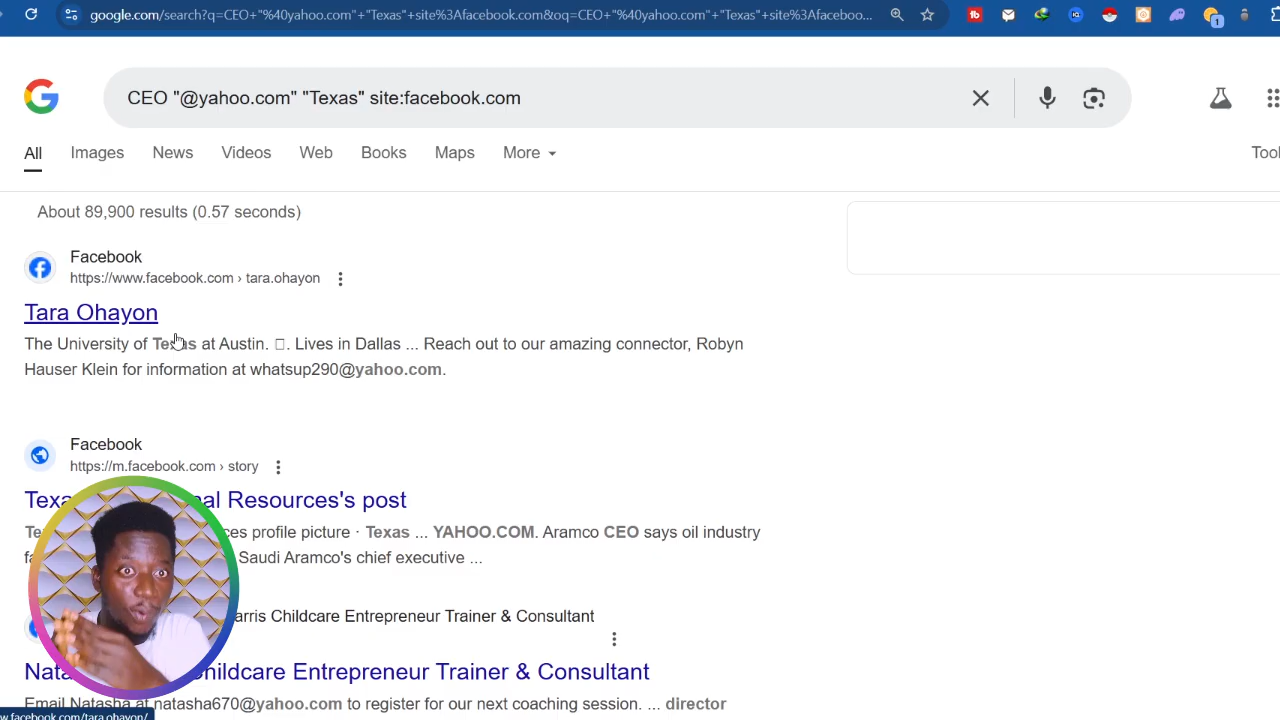 google.com/search?q=CEO+"%40yahoo.com"+"Texas"+site%3Afacebook.com&oq=CEO+"%40yahoo.com"+"Texas"+site%3Afaceboo...
CEO "@yahoo.com" "Texas" site:facebook.com
All Images News Videos Web Books Maps More
About 89,900 results (0.57 seconds)
Facebook
https://www.facebook.com › tara.ohayon
Tara Ohayon
The University of Texas at Austin. Lives in Dallas ... Reach out to our amazing connector, Robyn
Hauser Klein for information at whatsup290@yahoo.com.
Facebook
https://m.facebook.com › story
Resources's post
profile picture · Texas ... YAHOO.COM. Aramco CEO says oil industry
Saudi Aramco's chief executive ...
Childcare Entrepreneur Trainer & Consultant
Entrepreneur Trainer & Consultant
Email Natasha at natasha670@yahoo.com to register for our next coaching session. ... director